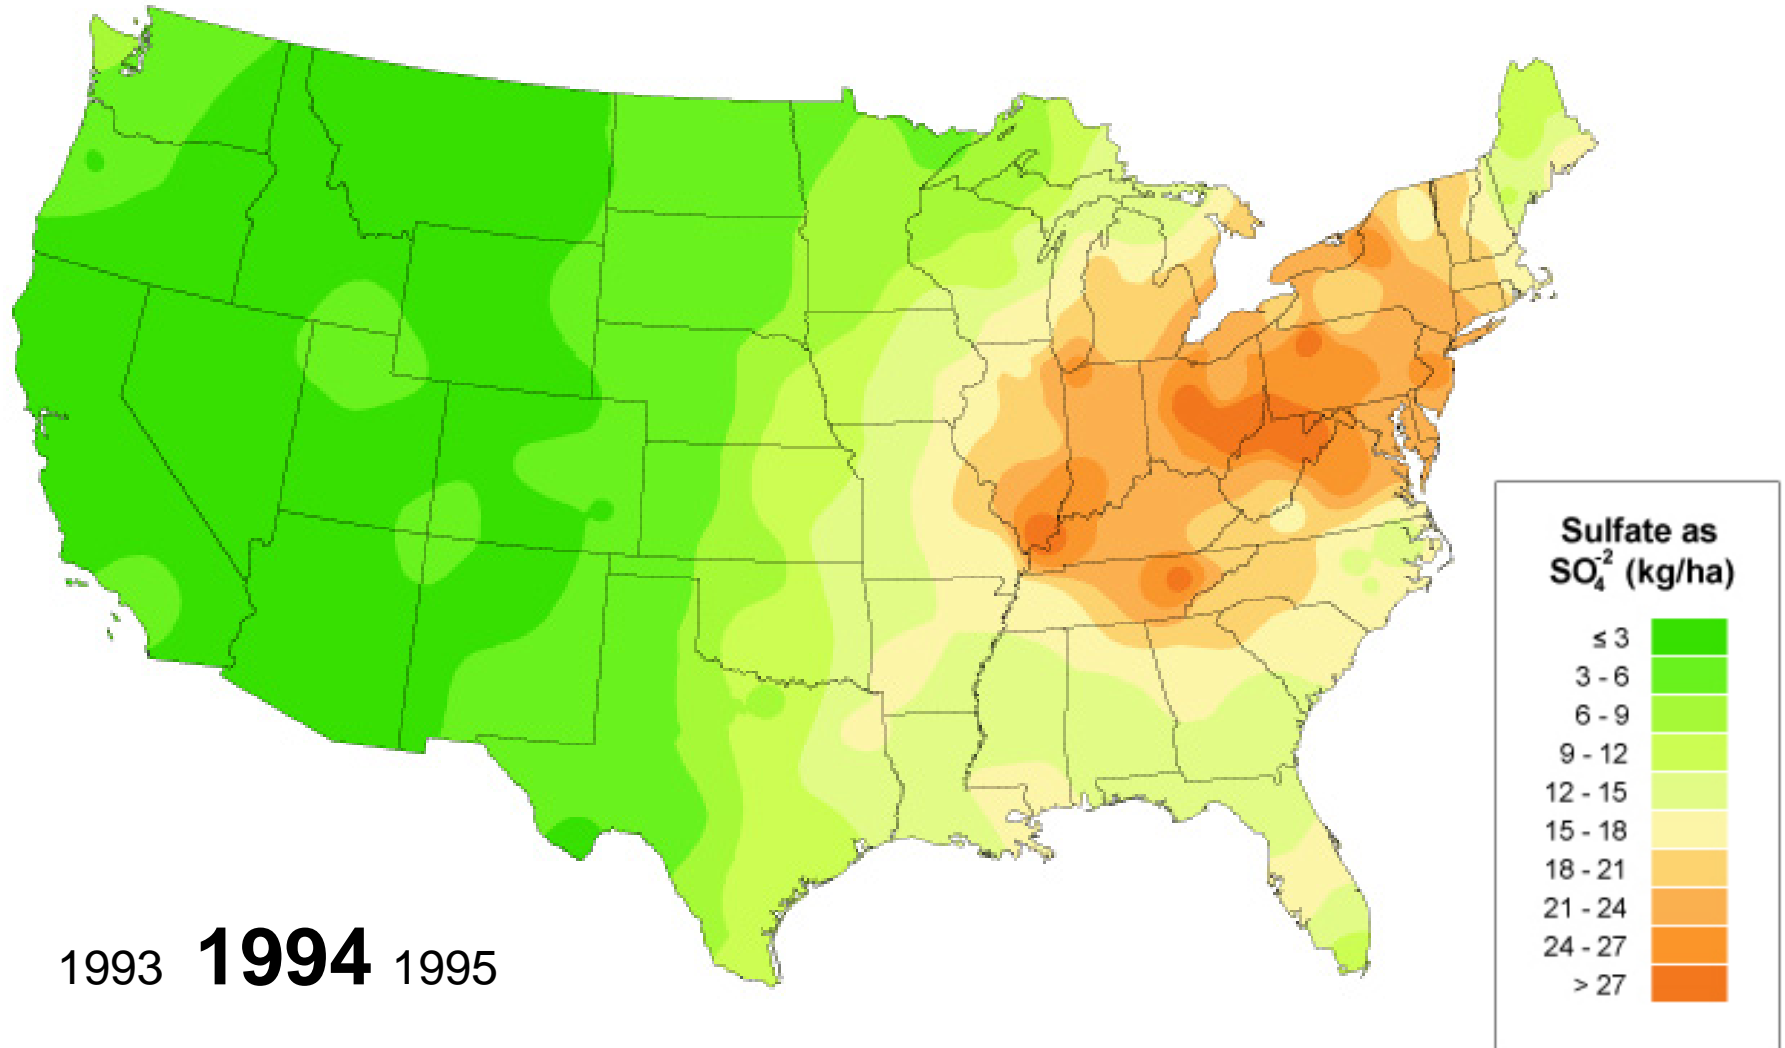 Sulfate as
SO₄⁻² (kg/ha)
≤ 3
3 - 6
6 - 9
9 - 12
12 - 15
15 - 18
18 - 21
21 - 24
24 - 27
> 27
1993 1994 1995